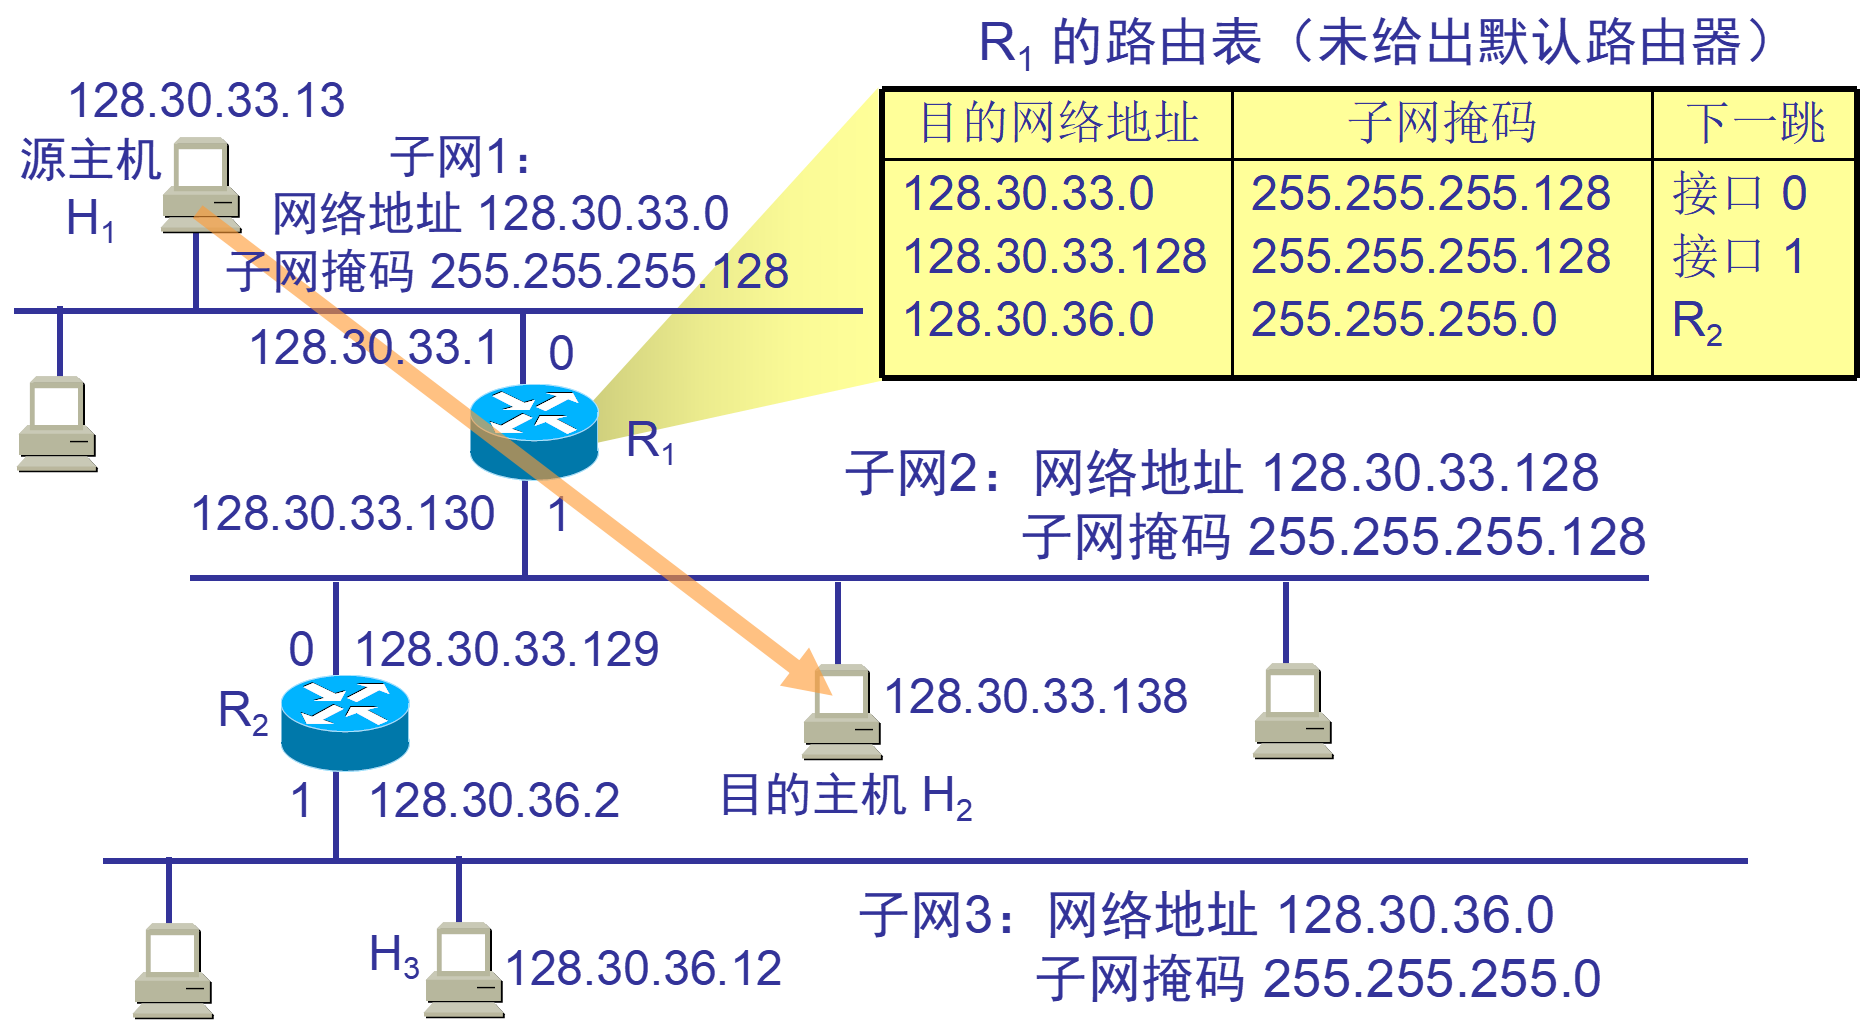 R1 的路由表（未给出默认路由器）
目的网络地址 子网掩码 下一跳
128.30.33.0 255.255.255.128 接口 0
128.30.33.128 255.255.255.128 接口 1
128.30.36.0 255.255.255.0 R2
128.30.33.13
源主机
H1
子网1：
网络地址 128.30.33.0
子网掩码 255.255.255.128
128.30.33.1 0
R1
128.30.33.130 1
子网2：网络地址 128.30.33.128
子网掩码 255.255.255.128
0 128.30.33.129
R2
1 128.30.36.2
128.30.33.138
目的主机 H2
H3
128.30.36.12
子网3：网络地址 128.30.36.0
子网掩码 255.255.255.0